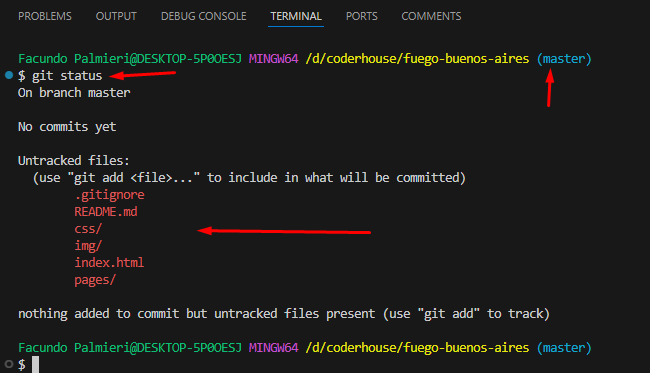 PROBLEMS OUTPUT DEBUG CONSOLE TERMINAL PORTS COMMENTS
Facundo Palmieri@DESKTOP-5P0OESJ MINGW64 /d/coderhouse/fuego-buenos-aires (master)
$ git status
On branch master
No commits yet
Untracked files:
(use "git add <file>..." to include in what will be committed)
.gitignore
README.md
css/
img/
index.html
pages/
nothing added to commit but untracked files present (use "git add" to track)
Facundo Palmieri@DESKTOP-5P0OESJ MINGW64 /d/coderhouse/fuego-buenos-aires (master)
$